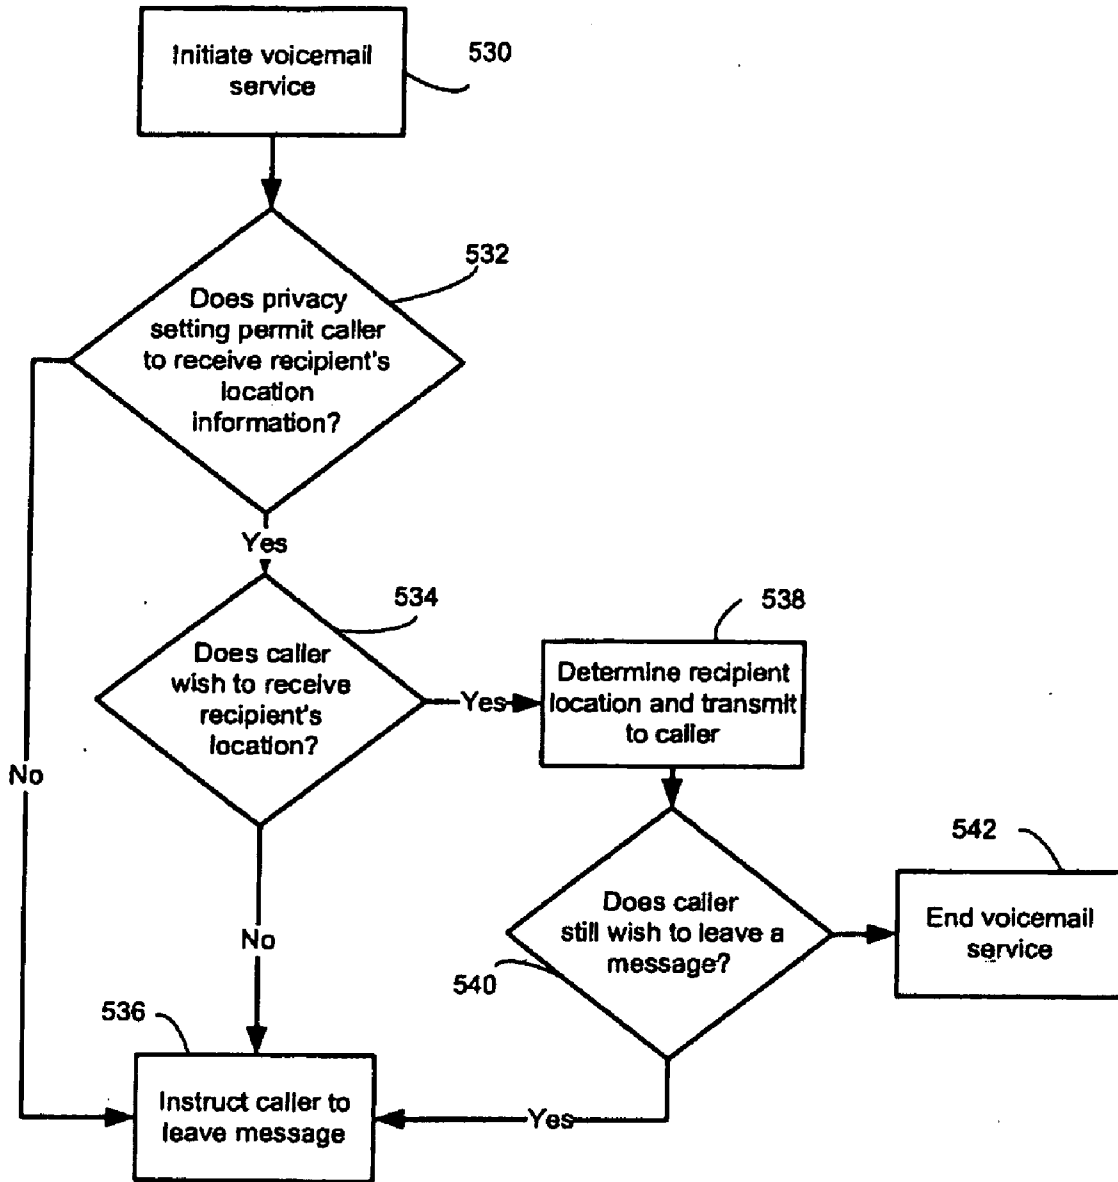 Initiate voicemail
service
530
532
Does privacy
setting permit caller
to receive recipient's
location
information?
Yes
534
Does caller
wish to receive
recipient's
location?
Yes
538
Determine recipient
location and transmit
to caller
No
No
542
End voicemail
service
Does caller
still wish to leave a
message?
540
536
Instruct caller to
leave message
Yes